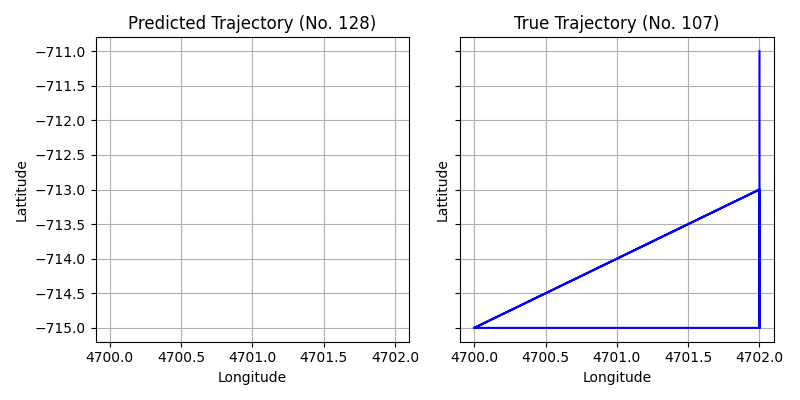 Predicted Trajectory (No. 128)
True Trajectory (No. 107)
−711.0
−711.5
−712.0
−712.5
−713.0
−713.5
−714.0
−714.5
−715.0
Lattitude
Lattitude
4700.0 4700.5 4701.0 4701.5 4702.0
4700.0 4700.5 4701.0 4701.5 4702.0
Longitude
Longitude